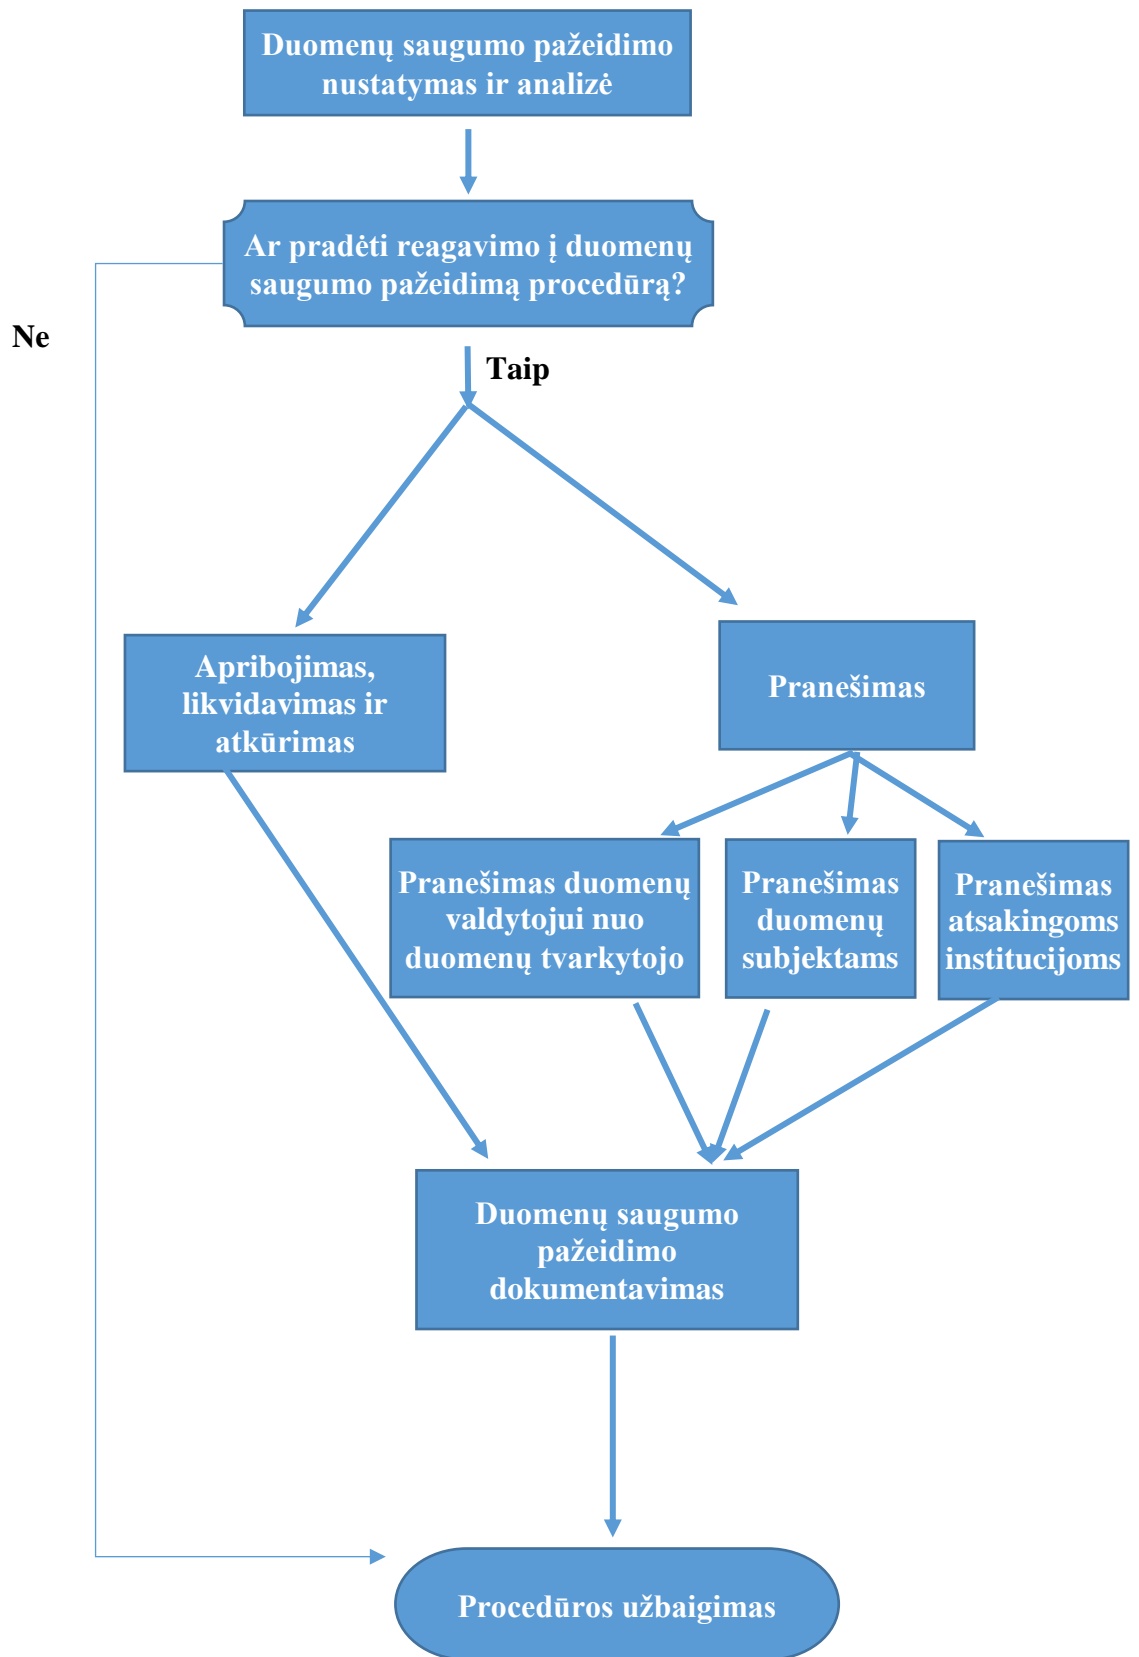 Duomenų saugumo pažeidimo
nustatymas ir analizė
Ar pradėti reagavimo į duomenų
saugumo pažeidimą procedūrą?
Ne
Taip
Apribojimas,
likvidavimas ir
atkūrimas
Pranešimas
Pranešimas duomenų
valdytojui nuo
duomenų tvarkytojo
Pranešimas
duomenų
subjektams
Pranešimas
atsakingoms
institucijoms
Duomenų saugumo
pažeidimo
dokumentavimas
Procedūros užbaigimas